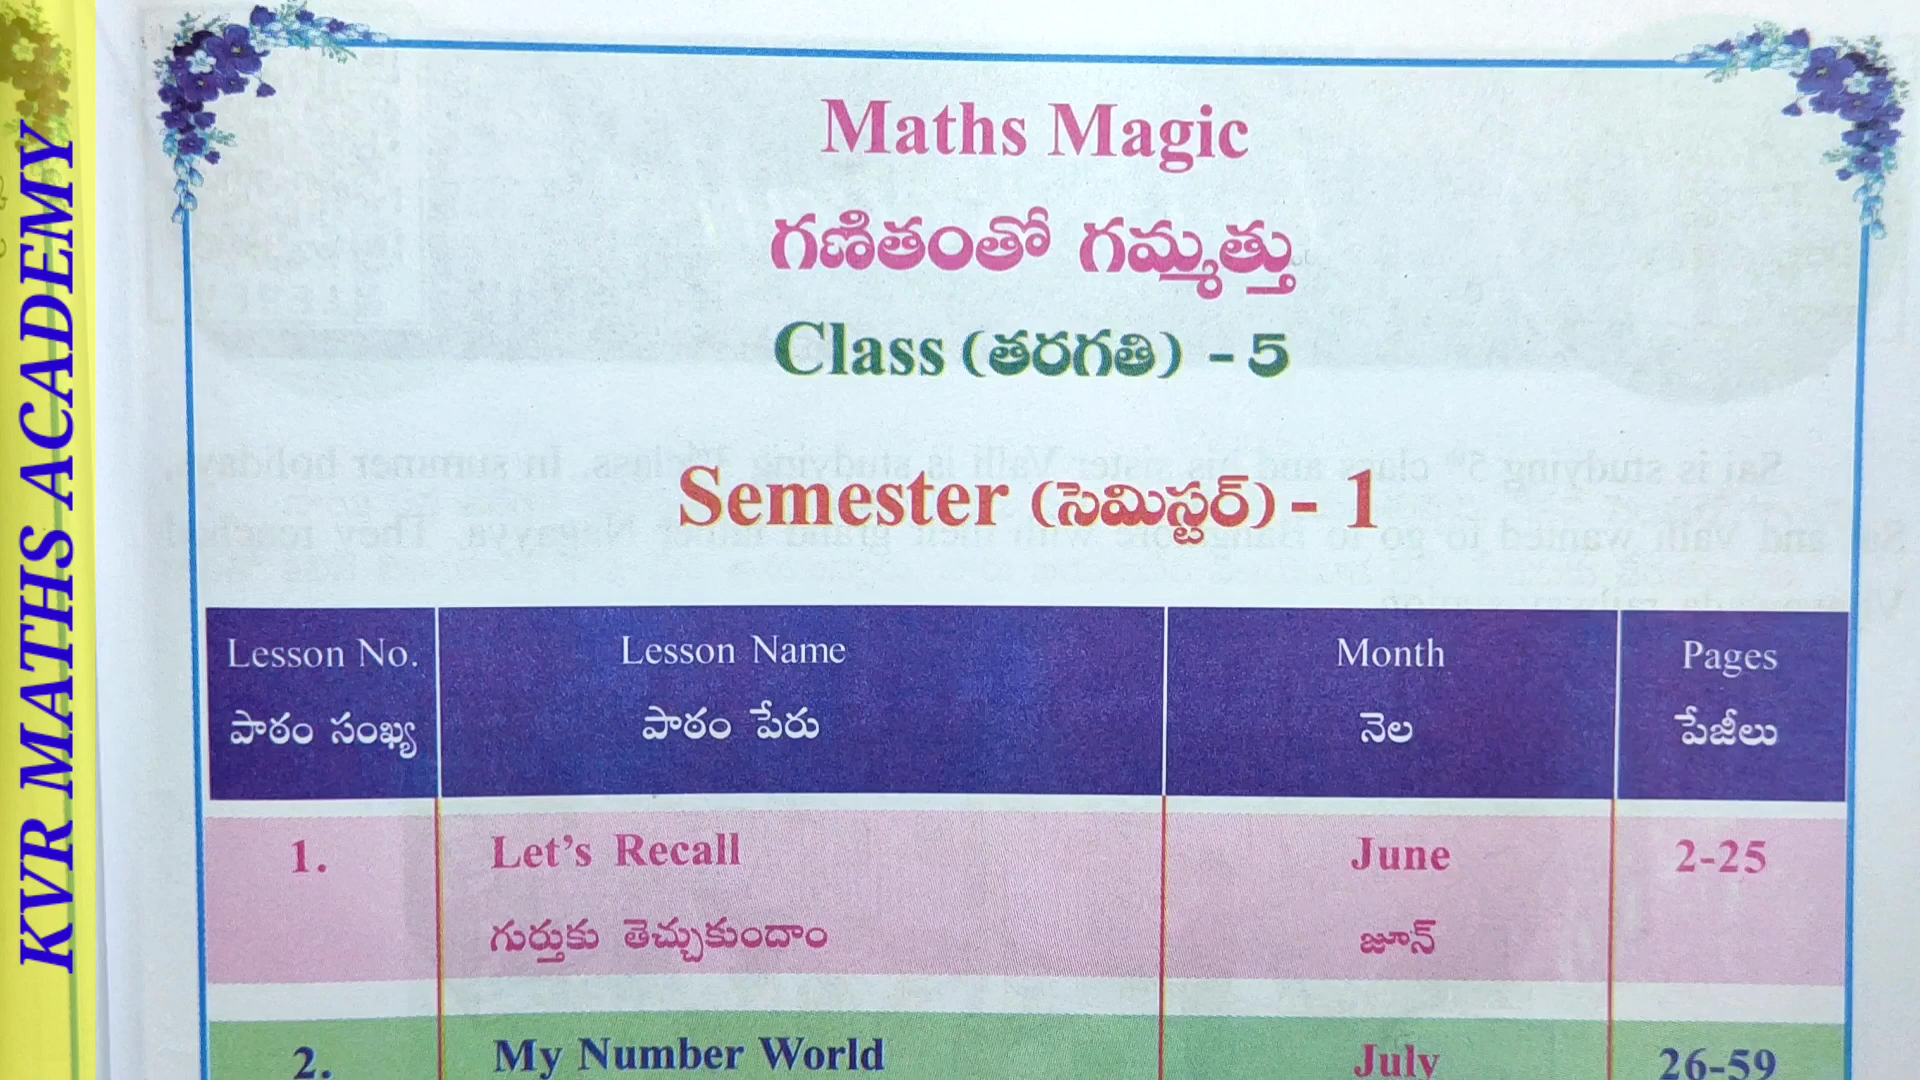 KVR MATHS ACADEMY
Maths Magic
గణితంతో గమ్మత్తు
Class (తరగతి) - 5
Semester (సెమిస్టర్) - 1
Lesson No. Lesson Name Month Pages
పాఠం సంఖ్య పాఠం పేరు నెల పేజీలు
1. Let's Recall June 2-25
గుర్తుకు తెచ్చుకుందాం జూన్
2. My Number World July 26-59